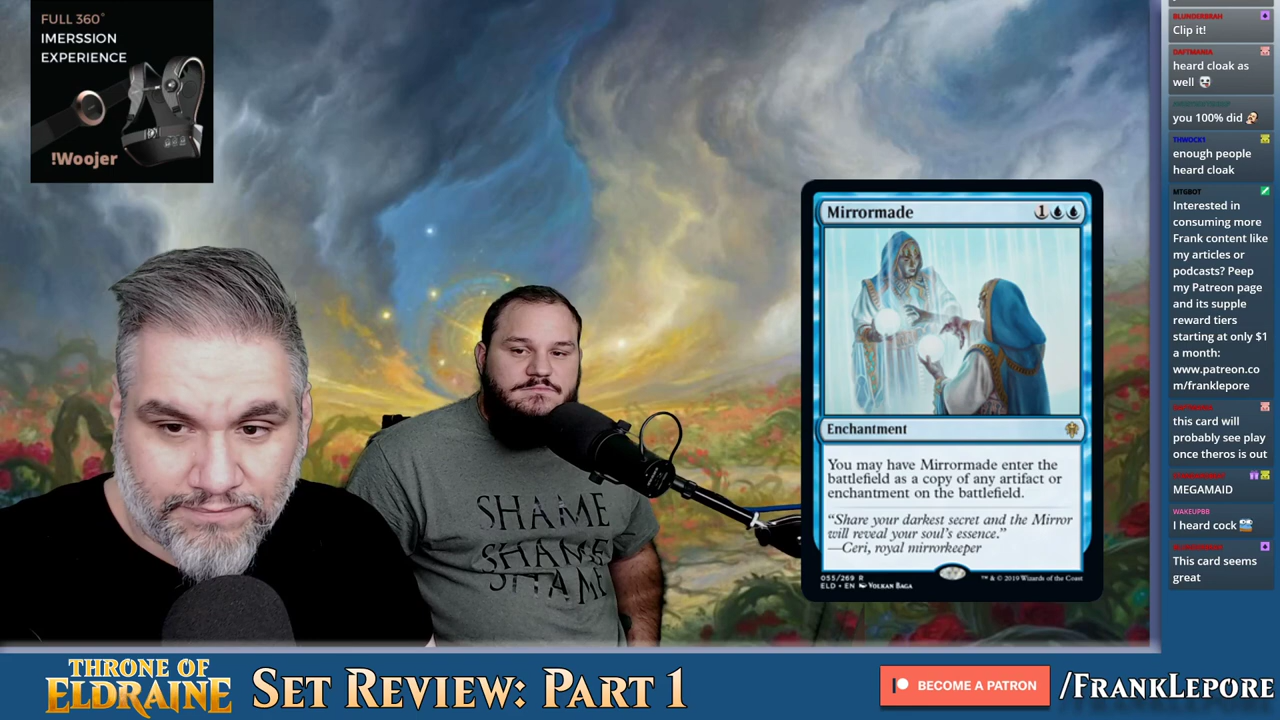 FULL 360°
IMERSSION
EXPERIENCE
!Woojer
Mirrormade
1
Enchantment
You may have Mirrormade enter the
battlefield as a copy of any artifact or
enchantment on the battlefield.
“Share your darkest secret and the Mirror
will reveal your soul’s essence.”
—Ceri, royal mirrorkeeper
055/269 R
ELD • EN Volkan Baga
™ & © 2019 Wizards of the Coast
SHAME
SHAME
SHAME
BLUNDERBRAH
Clip it!
DAFTMANIA
heard cloak as
well
you 100% did
THWOCK1
enough people
heard cloak
MTGBOT
Interested in
consuming more
Frank content like
my articles or
podcasts? Peep
my Patreon page
and its supple
reward tiers
starting at only $1
a month:
www.patreon.co
m/franklepore
this card will
probably see play
once theros is out
MEGAMAID
WAKEUPBB
I heard cock
This card seems
great
THRONE OF
ELDRAINE
Set Review: Part 1
BECOME A PATRON
/FrankLepore